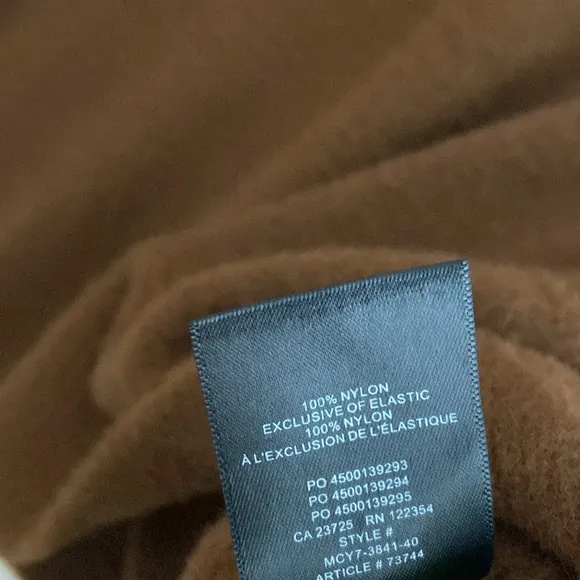 100% NYLON
EXCLUSIVE OF ELASTIC
100% NYLON
À L'EXCLUSION DE L'ÉLASTIQUE
PO 4500139293
PO 4500139294
PO 4500139295
CA 23725 RN 122354
STYLE #
MCY7-3841-40
ARTICLE # 73744